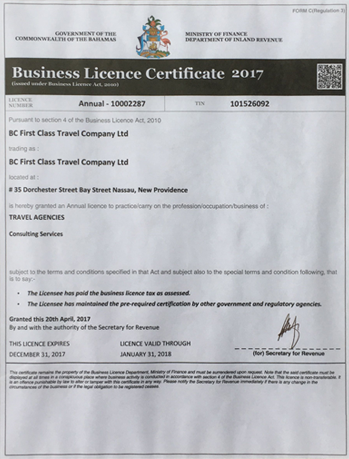 FORM C(Regulation 3)
GOVERNMENT OF THE
COMMONWEALTH OF THE BAHAMAS
MINISTRY OF FINANCE
DEPARTMENT OF INLAND REVENUE
Business Licence Certificate 2017
(issued under Business Licence Act, 2010)
LICENCE NUMBER Annual - 10002287 TIN 101526092
Pursuant to section 4 of the Business Licence Act, 2010
BC First Class Travel Company Ltd
trading as :
BC First Class Travel Company Ltd
located at :
# 35 Dorchester Street Bay Street Nassau, New Providence
is hereby granted an Annual licence to practice/carry on the profession/occupation/business of :
TRAVEL AGENCIES
Consulting Services
subject to the terms and conditions specified in that Act and subject also to the special terms and condition following, that
is to say:-
• The Licensee has paid the business licence tax as assessed.
• The Licensee has maintained the pre-required certification by other government and regulatory agencies.
Granted this 20th April, 2017
By and with the authority of the Secretary for Revenue
THIS LICENCE EXPIRES LICENCE VALID THROUGH
DECEMBER 31, 2017 JANUARY 31, 2018 (for) Secretary for Revenue
This certificate remains the property of the Business Licence Department, Ministry of Finance and must be surrendered upon request. Note that the said certificate must be
displayed at all times in a conspicuous place where business activity is conducted in accordance with section 4 of the Business Licence Act. This licence is non-transferable. It
is an offence punishable by law to alter or tamper with this certificate in any way. Please notify the Secretary for Revenue immediately if there is any change in the
circumstances of the business or if the legal obligation to be registered ceases.